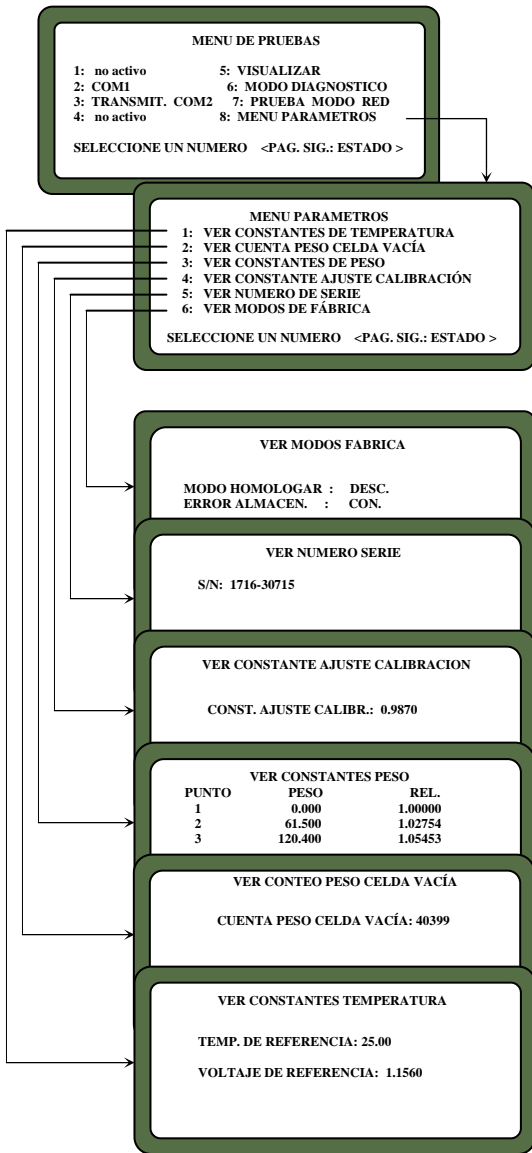 MENU DE PRUEBAS
1: no activo 5: VISUALIZAR
2: COM1 6: MODO DIAGNOSTICO
3: TRANSMIT. COM2 7: PRUEBA MODO RED
4: no activo 8: MENU PARAMETROS
SELECCIONE UN NUMERO <PAG. SIG.: ESTADO >
MENU PARAMETROS
1: VER CONSTANTES DE TEMPERATURA
2: VER CUENTA PESO CELDA VACÍA
3: VER CONSTANTES DE PESO
4: VER CONSTANTE AJUSTE CALIBRACIÓN
5: VER NUMERO DE SERIE
6: VER MODOS DE FÁBRICA
SELECCIONE UN NUMERO <PAG. SIG.: ESTADO >
VER MODOS FABRICA
MODO HOMOLOGAR : DESC.
ERROR ALMACEN. : CON.
VER NUMERO SERIE
S/N: 1716-30715
VER CONSTANTE AJUSTE CALIBRACION
CONST. AJUSTE CALIBR.: 0.9870
VER CONSTANTES PESO
PUNTO PESO REL.
1 0.000 1.00000
2 61.500 1.02754
3 120.400 1.05453
VER CONTEO PESO CELDA VACÍA
CUENTA PESO CELDA VACÍA: 40399
VER CONSTANTES TEMPERATURA
TEMP. DE REFERENCIA: 25.00
VOLTAJE DE REFERENCIA: 1.1560